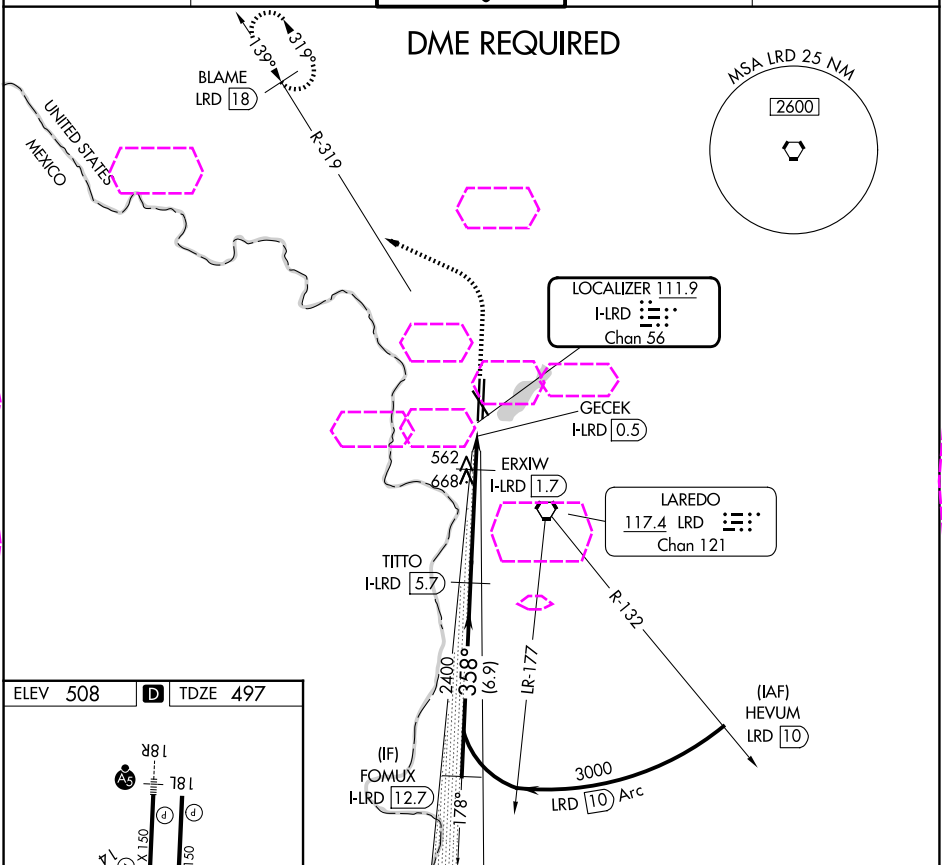 DME REQUIRED
139°
319°
BLAME
LRD 18
R-319
MSA LRD 25 NM
2600
UNITED STATES
MEXICO
LOCALIZER 111.9
I-LRD
Chan 56
GECEK
I-LRD 0.5
562
668
ERXIW
I-LRD 1.7
LAREDO
117.4 LRD
Chan 121
TITTO
I-LRD 5.7
R-132
LR-177
2400
358°
(6.9)
(IAF)
HEVUM
LRD 10
3000
LRD 10 Arc
(IF)
FOMUX
I-LRD 12.7
178°
ELEV 508
D
TDZE 497
18R
18L
A5
P
P
X 150
150
14